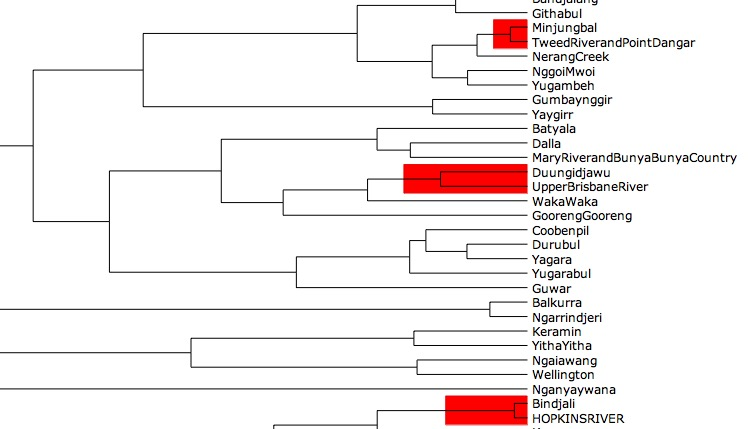 Githabul
Minjungbal
TweedRiverandPointDangar
NerangCreek
NggoiMwoi
Yugambeh
Gumbaynggir
Yaygirr
Batyala
Dalla
MaryRiverandBunyaBunyaCountry
Duungidjawu
UpperBrisbaneRiver
WakaWaka
GoorengGooreng
Coobenpil
Durubul
Yagara
Yugarabul
Guwar
Balkurra
Ngarrindjeri
Keramin
YithaYitha
Ngaiawang
Wellington
Nganyaywana
Bindjali
HOPKINSRIVER